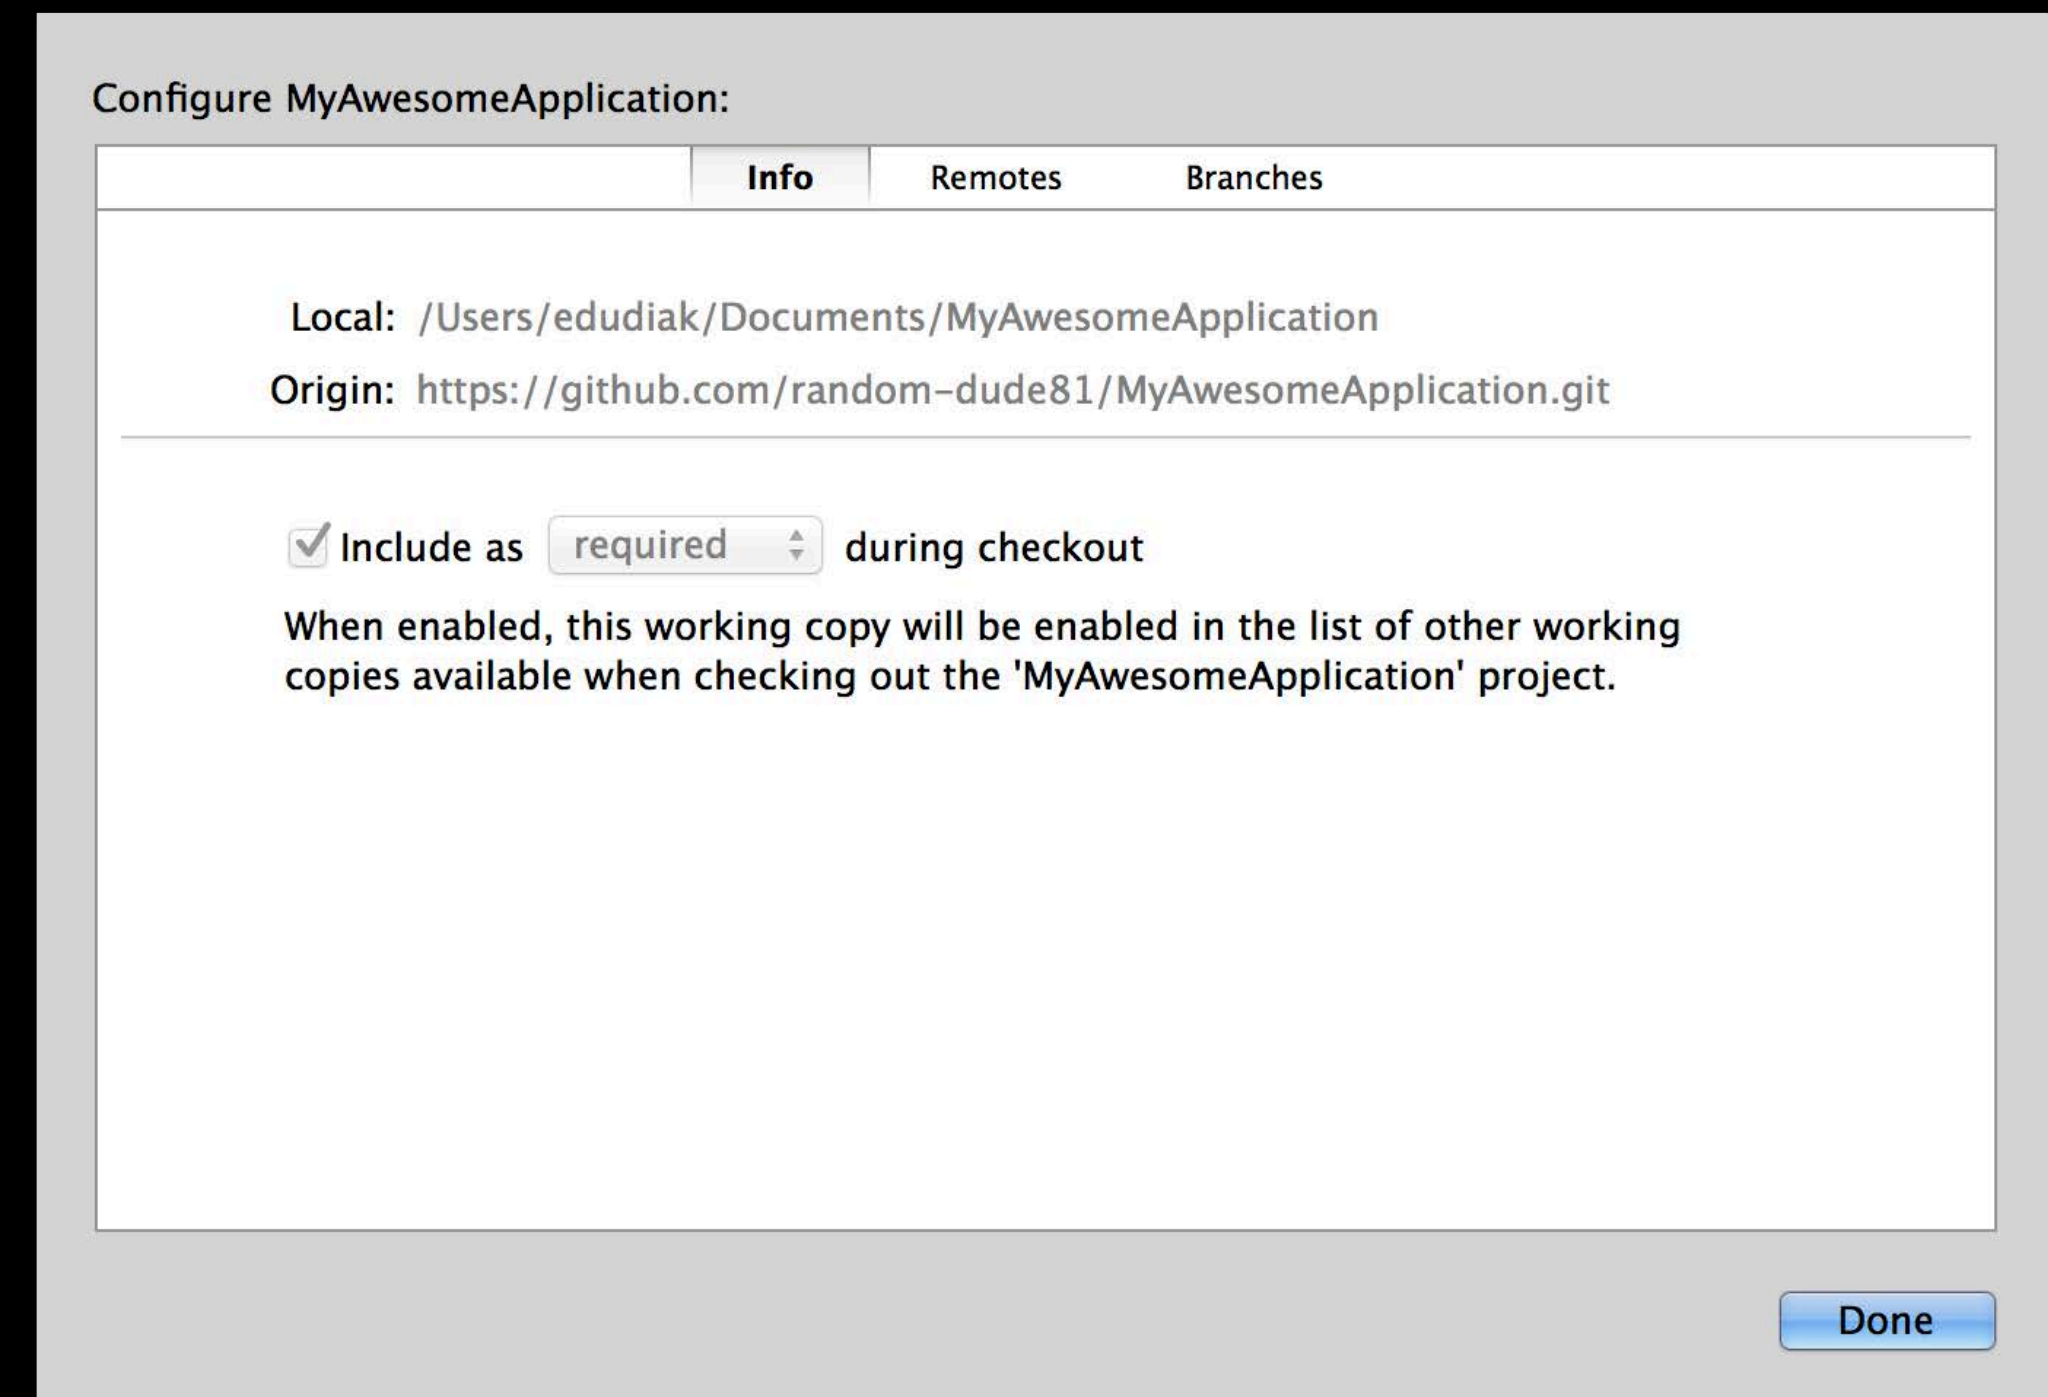 Configure MyAwesomeApplication:
Info Remotes Branches
Local: /Users/edudiak/Documents/MyAwesomeApplication
Origin: https://github.com/random-dude81/MyAwesomeApplication.git
Include as required during checkout
When enabled, this working copy will be enabled in the list of other working
copies available when checking out the 'MyAwesomeApplication' project.
Done